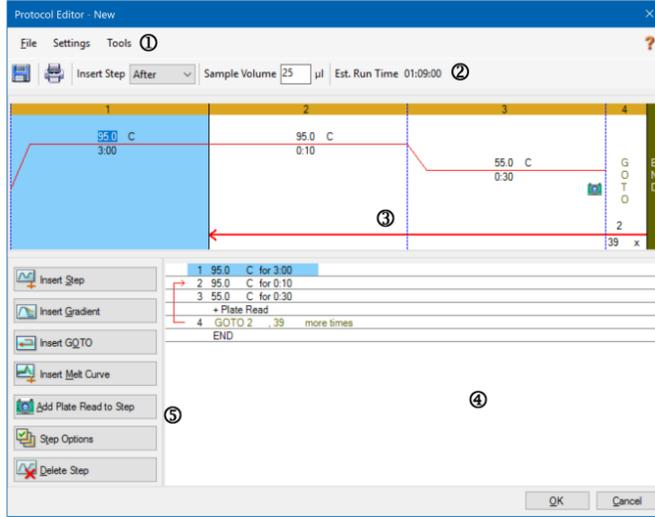 Protocol Editor - New
File Settings Tools ①
?
Insert Step After Sample Volume 25 µl Est. Run Time 01:09:00 ②
1 2 3 4
95.0 C 95.0 C
3:00 0:10
55.0 C
0:30
G
O
T
O
E
N
D
③
2
39 x
Insert Step
Insert Gradient
Insert GOTO
Insert Melt Curve
Add Plate Read to Step
Step Options
Delete Step
⑤
1 95.0 C for 3:00
2 95.0 C for 0:10
3 55.0 C for 0:30
+ Plate Read
4 GOTO 2 , 39 more times
END
④
OK Cancel